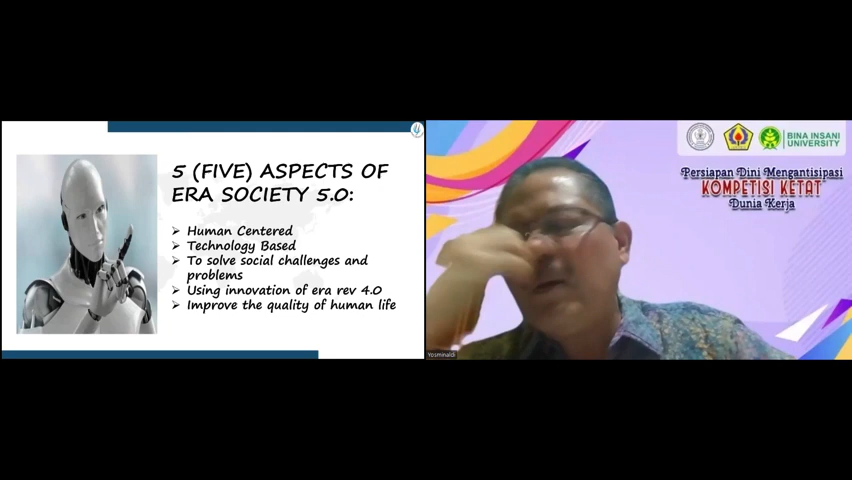 5 (FIVE) ASPECTS OF
ERA SOCIETY 5.0:
➢ Human Centered
➢ Technology Based
➢ To solve social challenges and
problems
➢ Using innovation of era rev 4.0
➢ Improve the quality of human life
BINA INSANI
UNIVERSITY
Persiapan Dini Mengantisipasi
KOMPETISI KETAT
Dunia Kerja
Yosminaldi